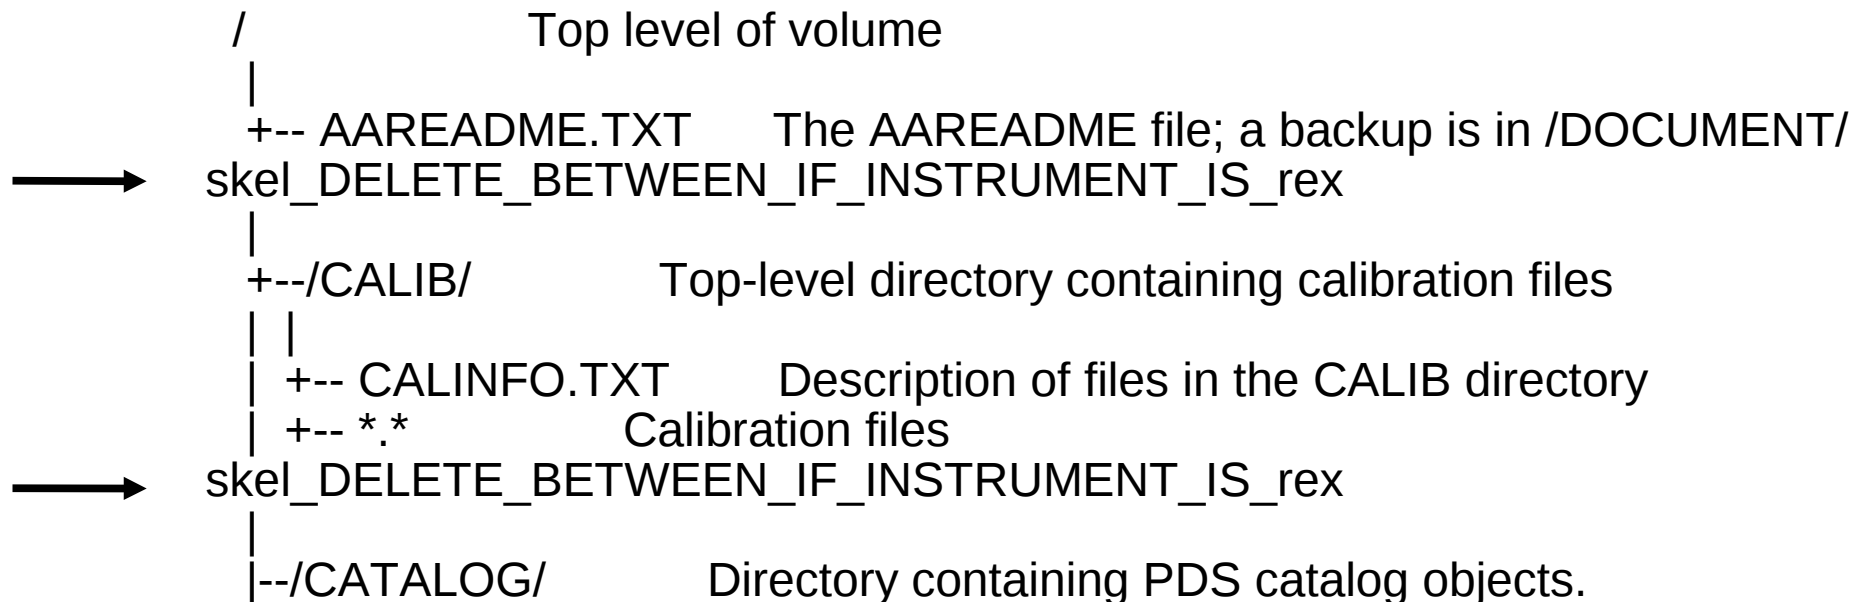 / Top level of volume
|
+-- AAREADME.TXT The AAREADME file; a backup is in /DOCUMENT/
skel_DELETE_BETWEEN_IF_INSTRUMENT_IS_rex
|
+--/CALIB/ Top-level directory containing calibration files
| |
| +-- CALINFO.TXT Description of files in the CALIB directory
| +-- *.* Calibration files
skel_DELETE_BETWEEN_IF_INSTRUMENT_IS_rex
|
|--/CATALOG/ Directory containing PDS catalog objects.